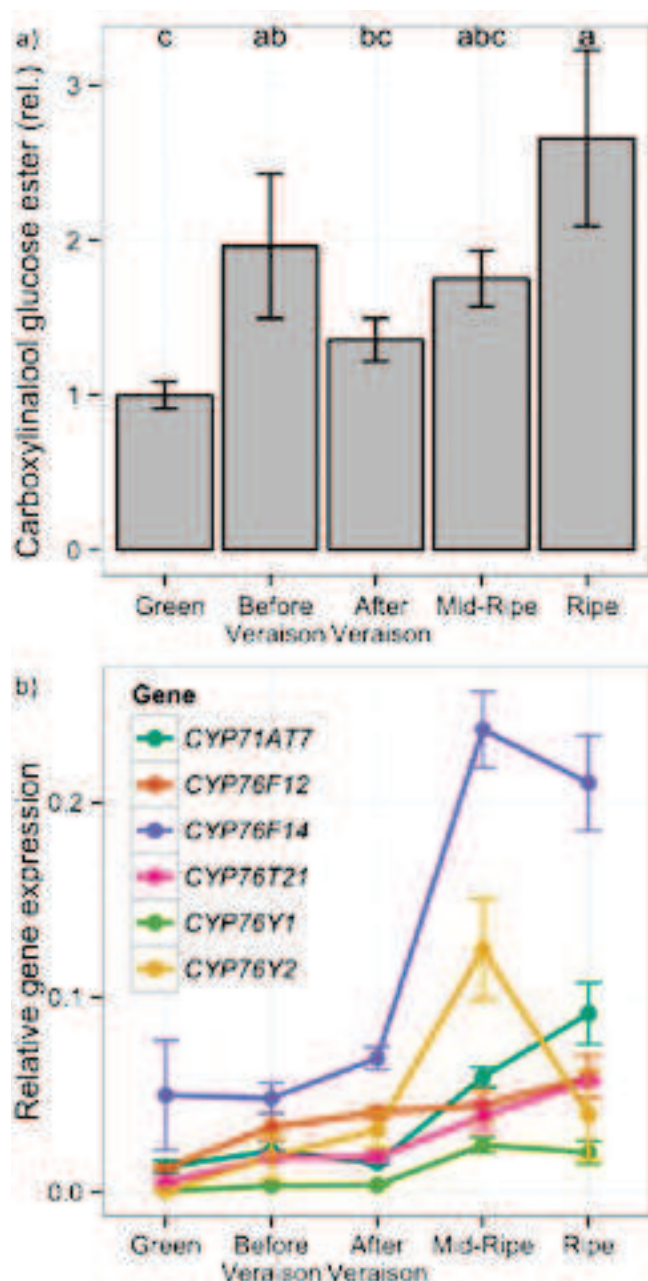 a)
c ab bc abc a
Carboxylinalool glucose ester (rel.)
3
2
1
0
Green Before After Mid-Ripe Ripe
Veraison Veraison
b)
Gene
CYP71AT7
CYP76F12
CYP76F14
CYP76T21
CYP76Y1
CYP76Y2
Relative gene expression
0.2
0.1
0.0
Green Before After Mid-Ripe Ripe
Veraison Veraison